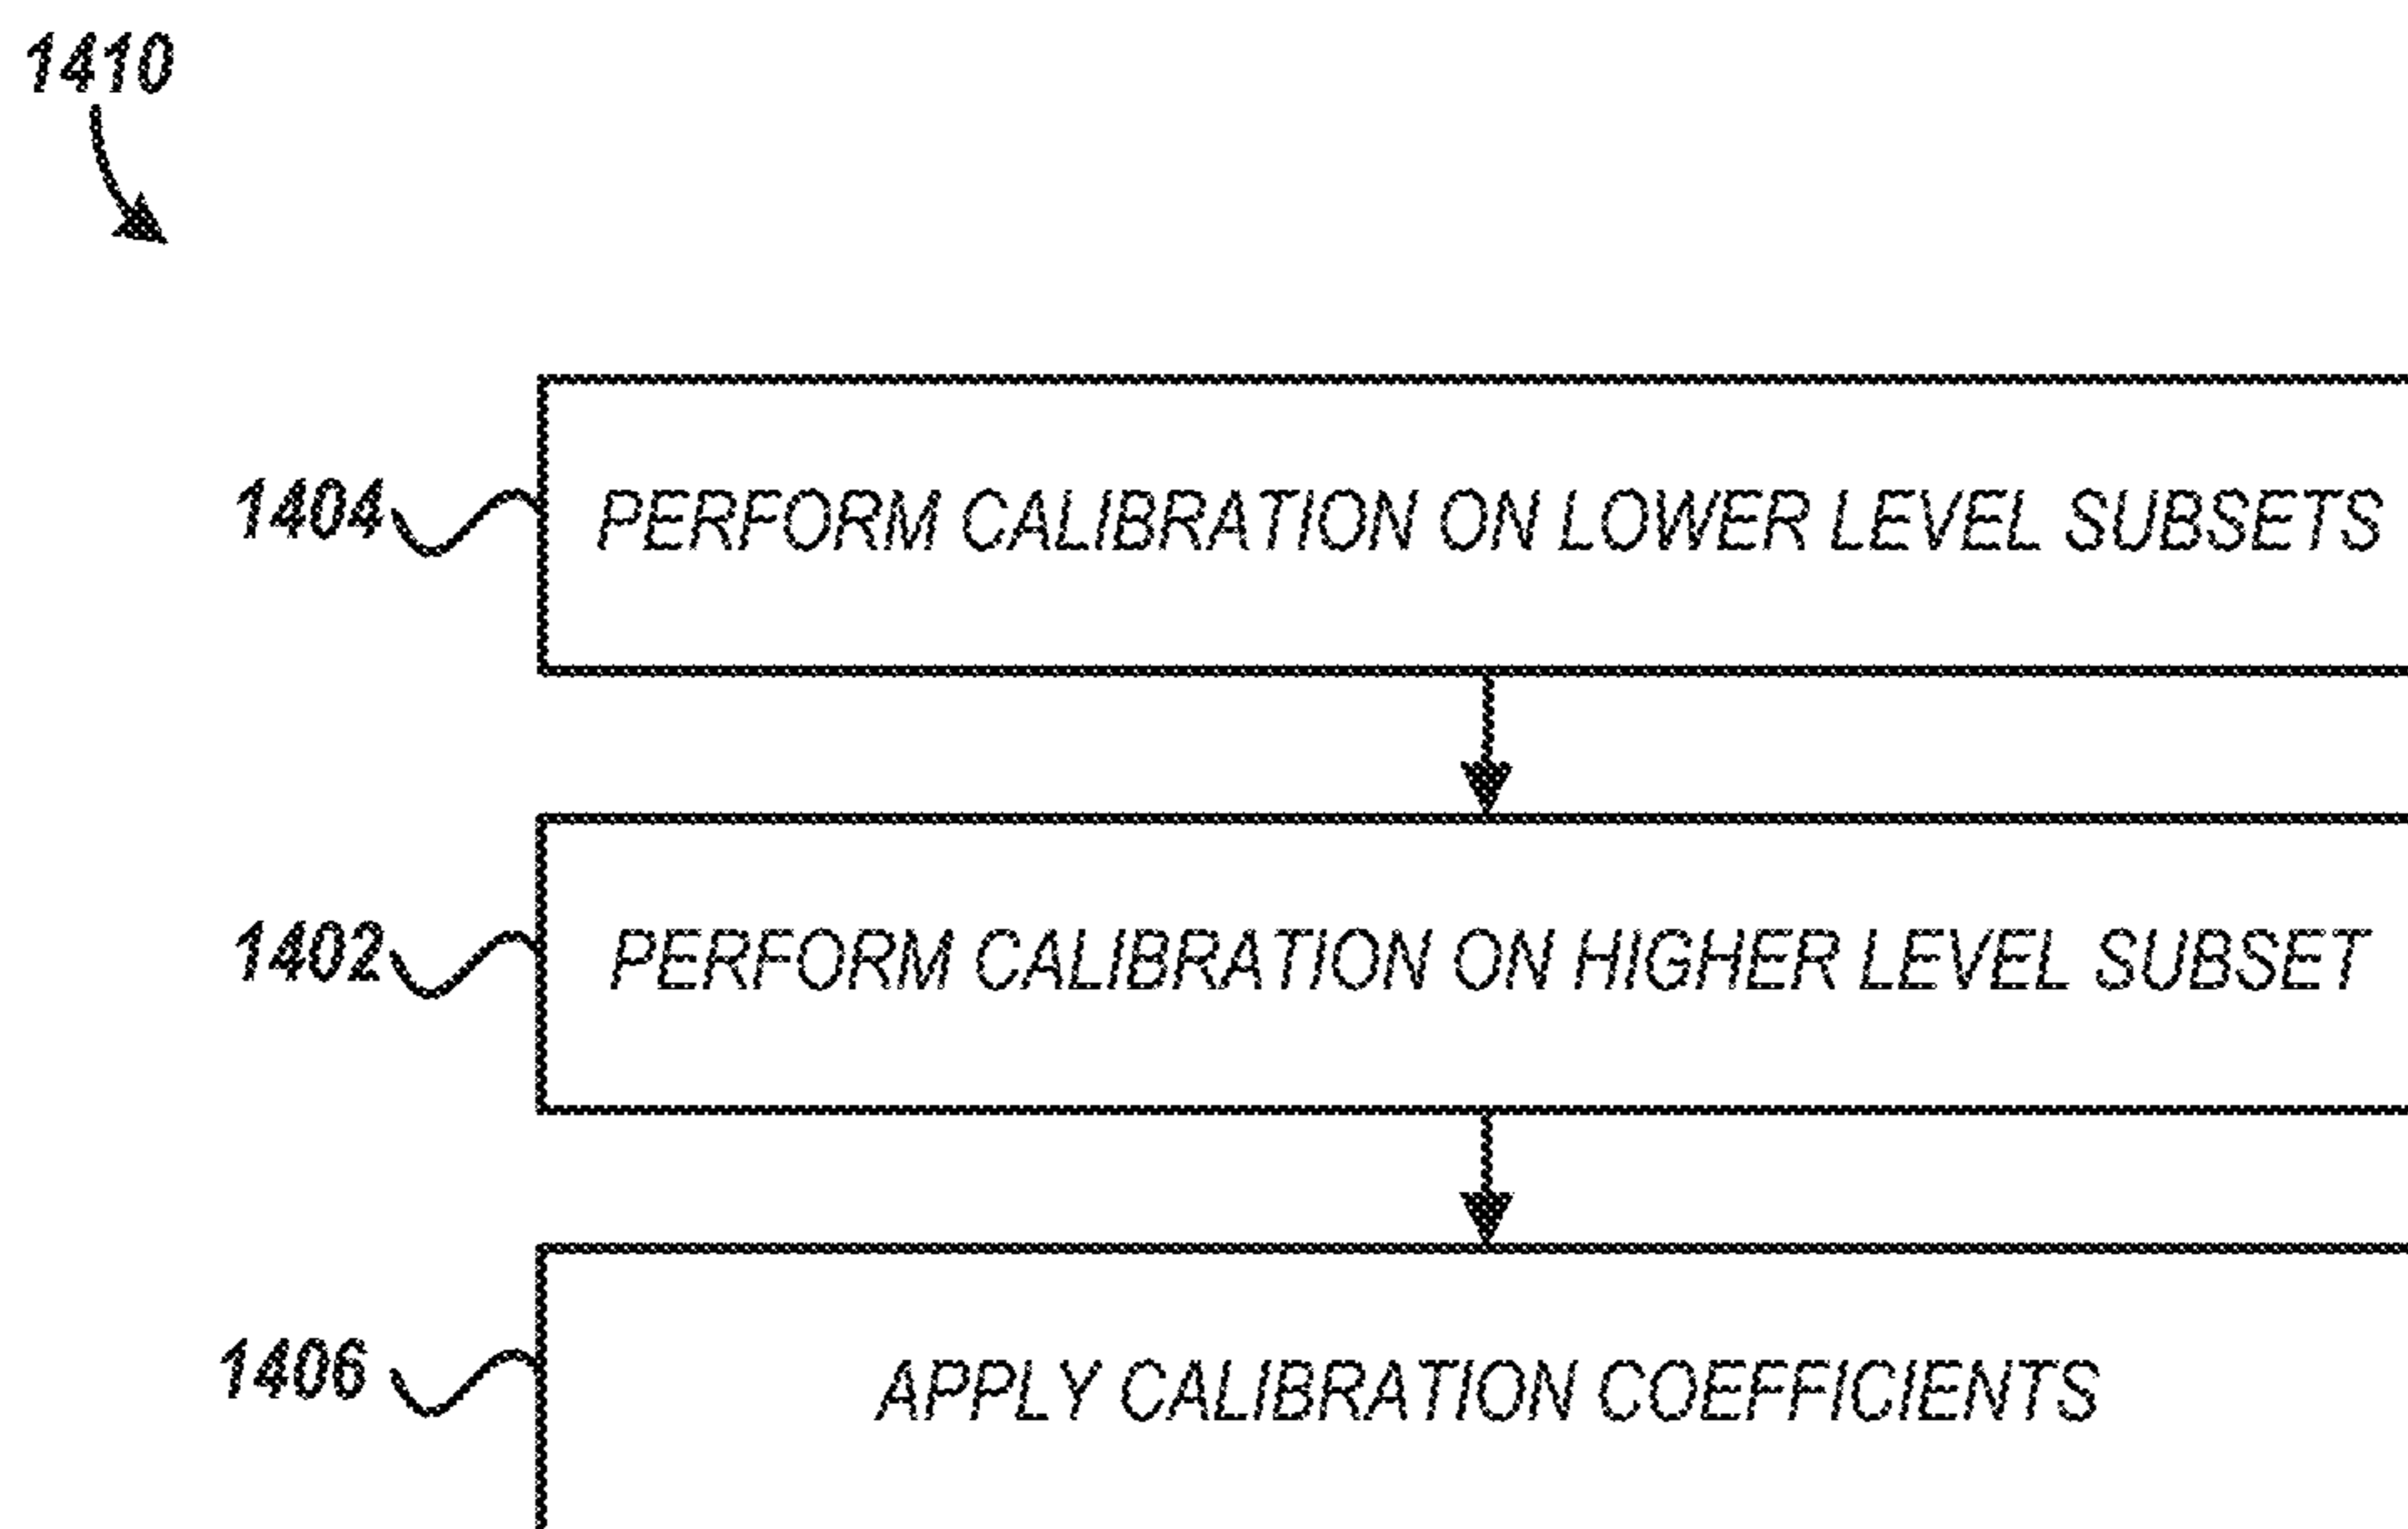 1410
1404 PERFORM CALIBRATION ON LOWER LEVEL SUBSETS
1402 PERFORM CALIBRATION ON HIGHER LEVEL SUBSET
1406 APPLY CALIBRATION COEFFICIENTS